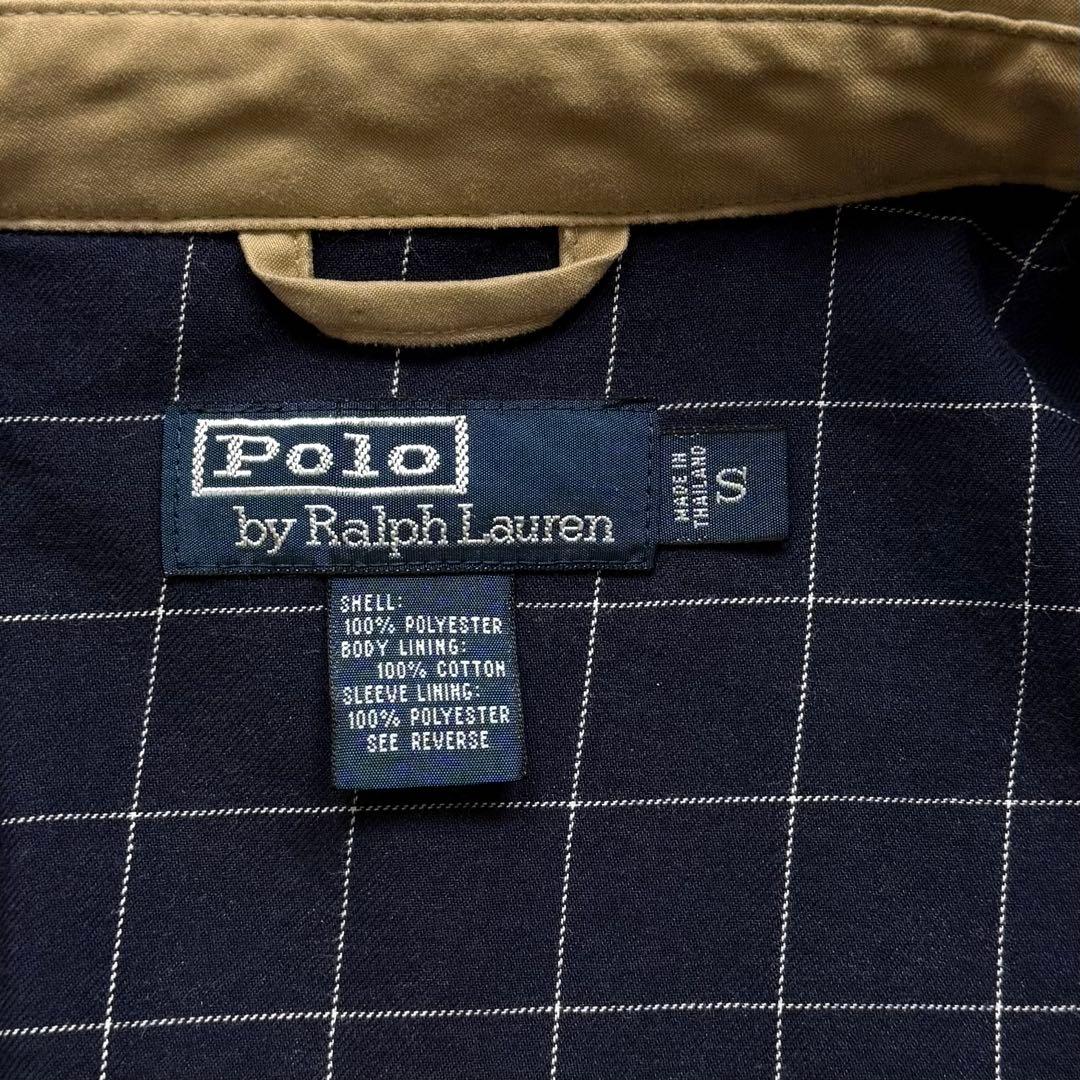 Polo
by Ralph Lauren
MADE IN
THAILAND
S
SHELL:
100% POLYESTER
BODY LINING:
100% COTTON
SLEEVE LINING:
100% POLYESTER
SEE REVERSE